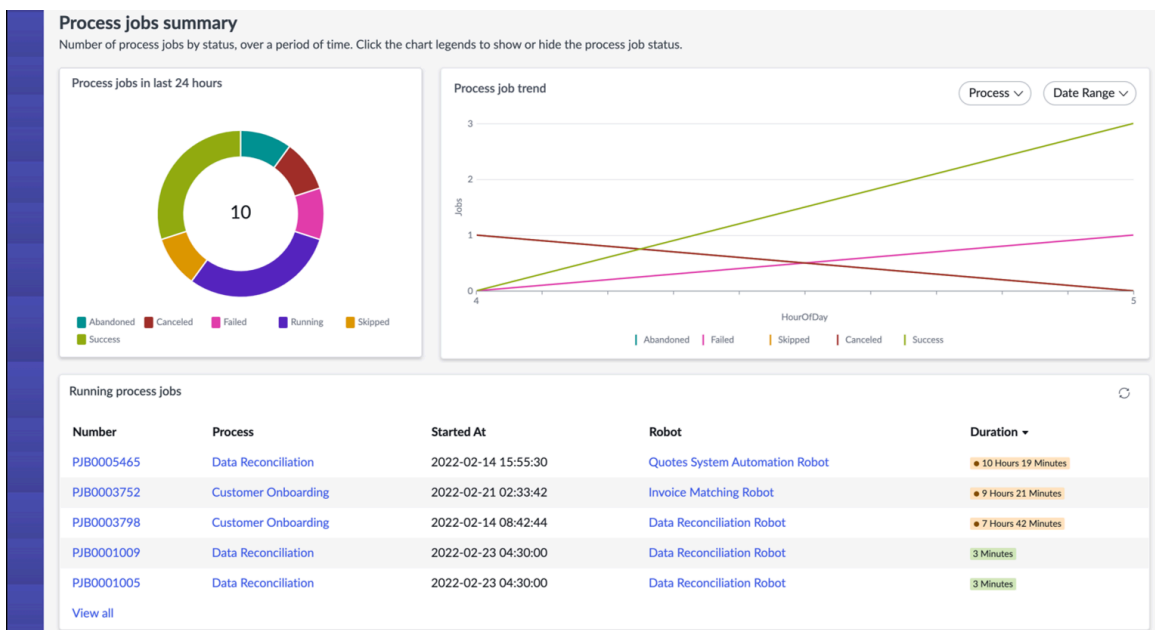 Process jobs summary
Number of process jobs by status, over a period of time. Click the chart legends to show or hide the process job status.
Process jobs in last 24 hours
10
Abandoned Canceled Failed Running Skipped
Success
Process job trend
Process Date Range
3
2
1
0
Jobs
4 5
HourOfDay
Abandoned Failed Skipped Canceled Success
Running process jobs
Number Process Started At Robot Duration
PJB0005465 Data Reconciliation 2022-02-14 15:55:30 Quotes System Automation Robot 10 Hours 19 Minutes
PJB0003752 Customer Onboarding 2022-02-21 02:33:42 Invoice Matching Robot 9 Hours 21 Minutes
PJB0003798 Customer Onboarding 2022-02-14 08:42:44 Data Reconciliation Robot 7 Hours 42 Minutes
PJB0001009 Data Reconciliation 2022-02-23 04:30:00 Data Reconciliation Robot 3 Minutes
PJB0001005 Data Reconciliation 2022-02-23 04:30:00 Data Reconciliation Robot 3 Minutes
View all